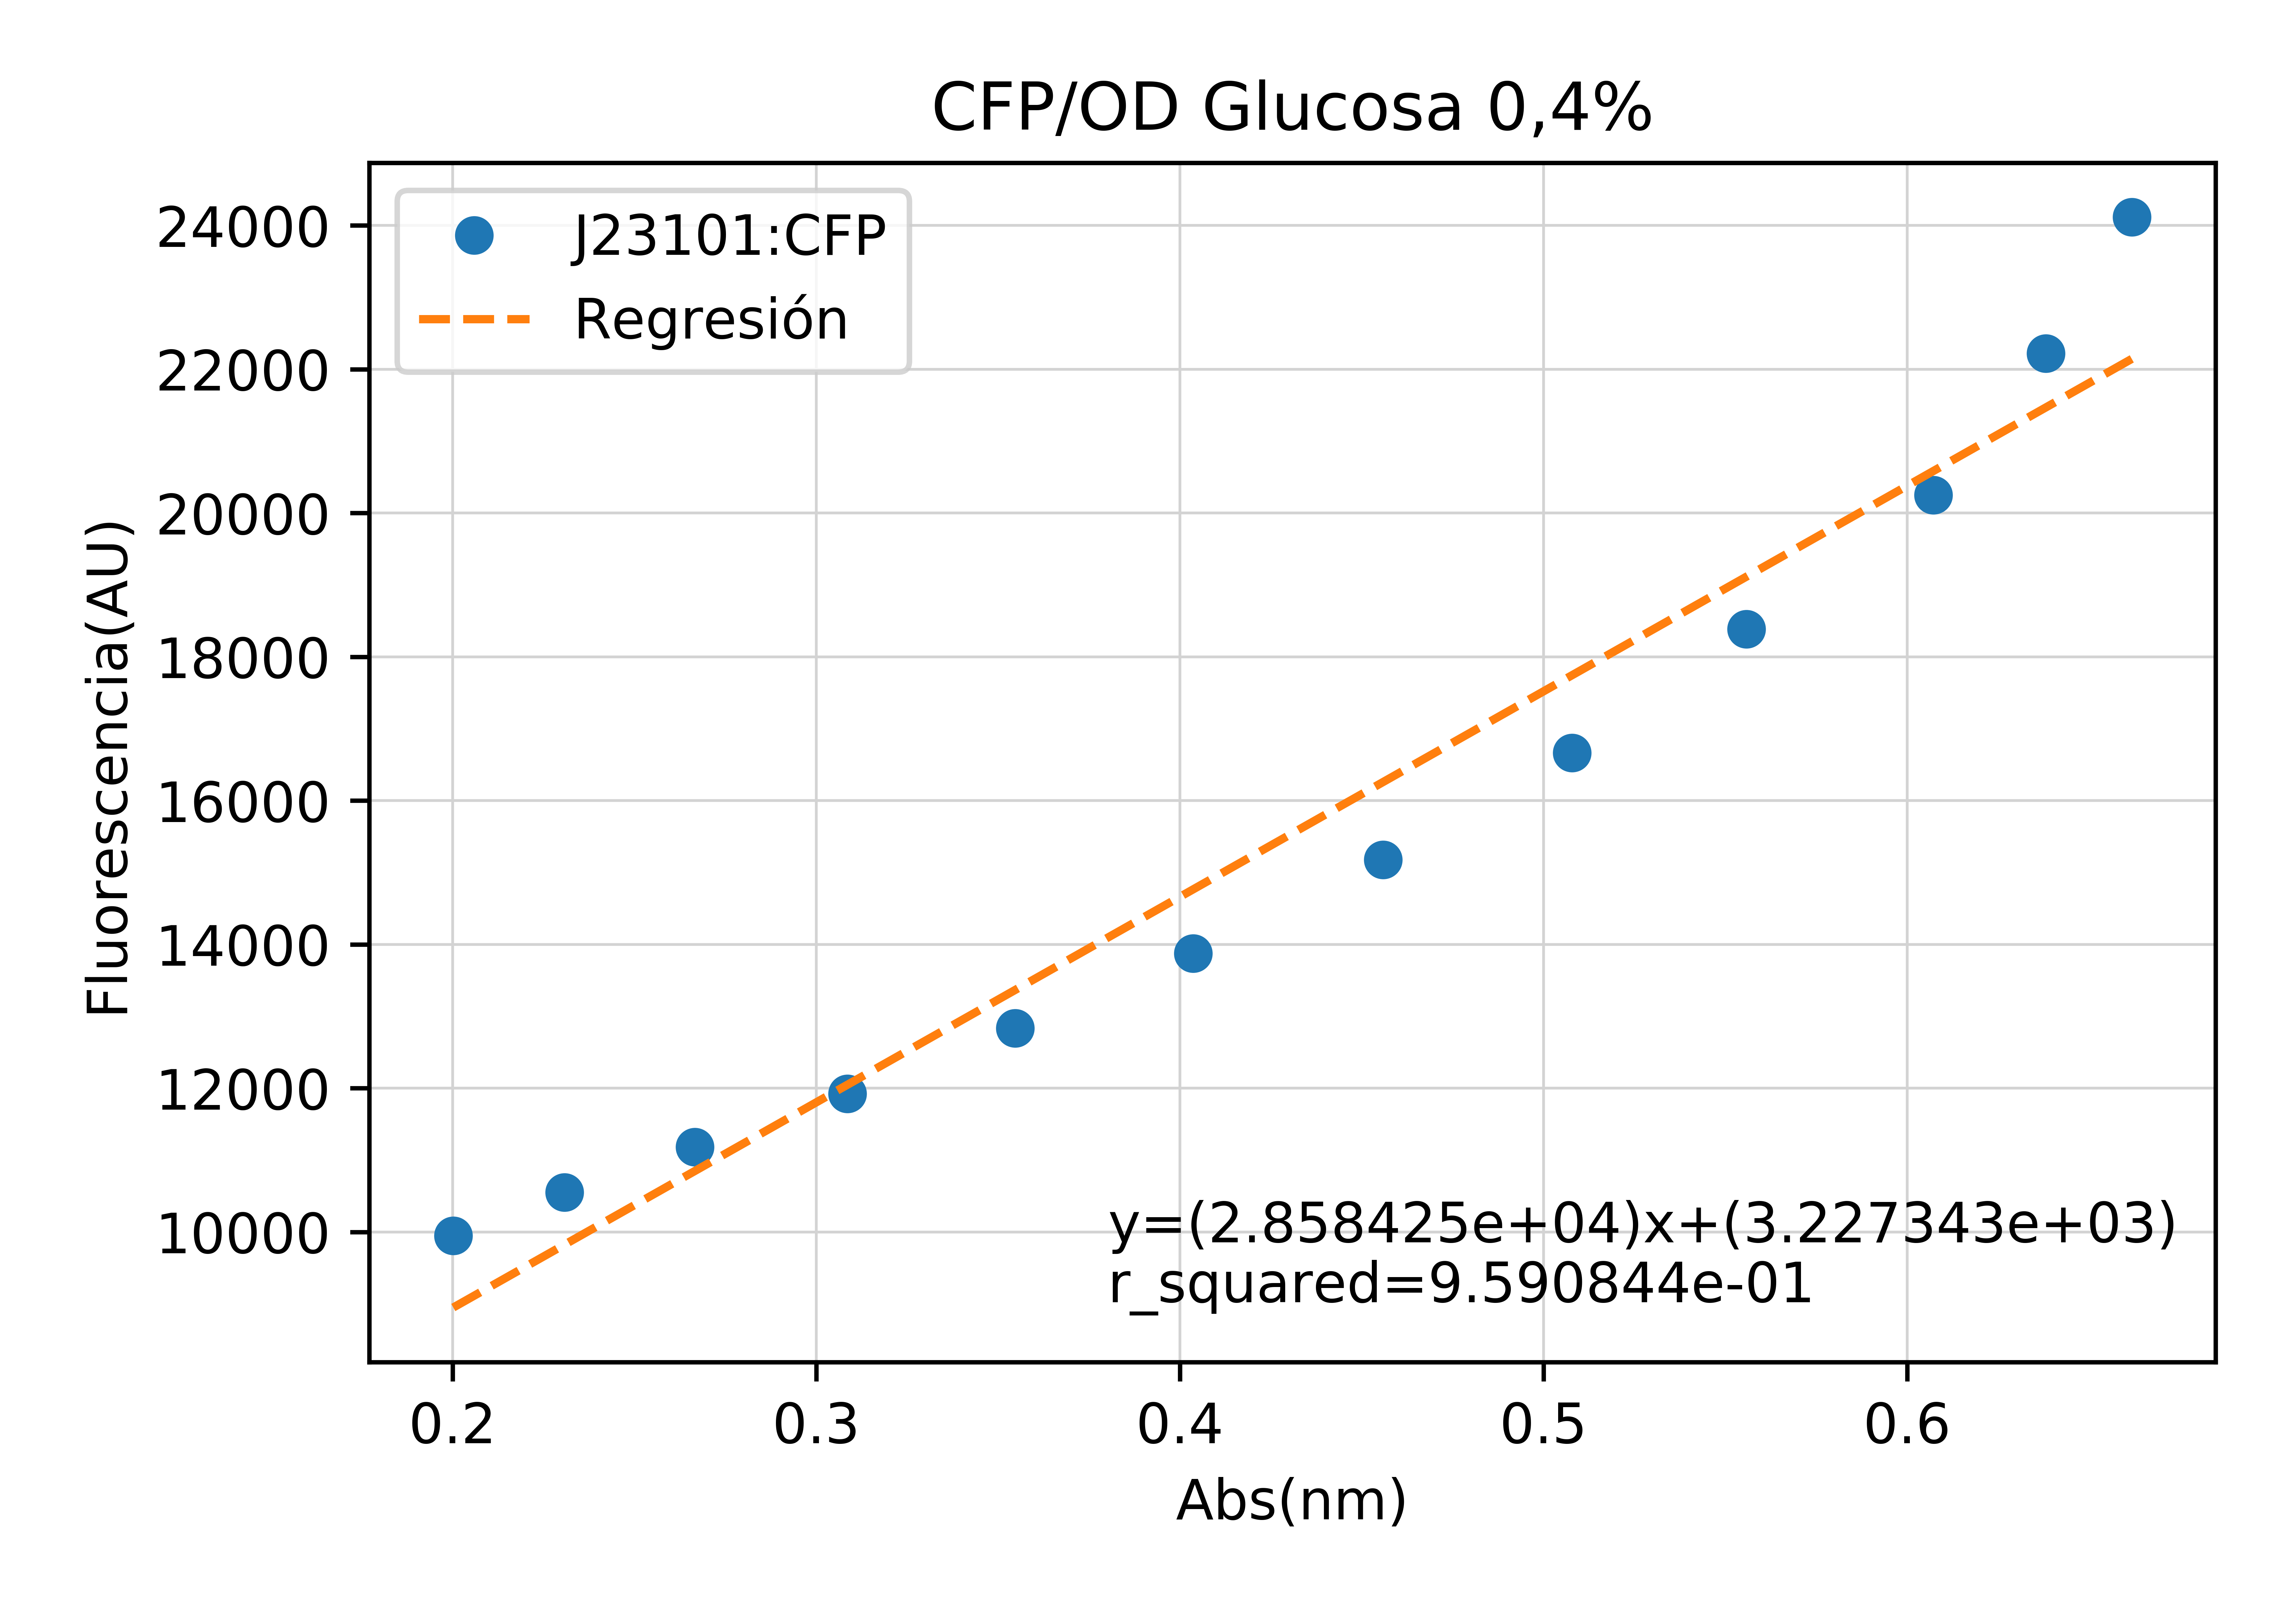 CFP/OD Glucosa 0,4%
J23101:CFP
Regresión
24000
22000
20000
18000
16000
14000
12000
10000
Fluorescencia(AU)
y=(2.858425e+04)x+(3.227343e+03)
r_squared=9.590844e-01
0.2 0.3 0.4 0.5 0.6
Abs(nm)